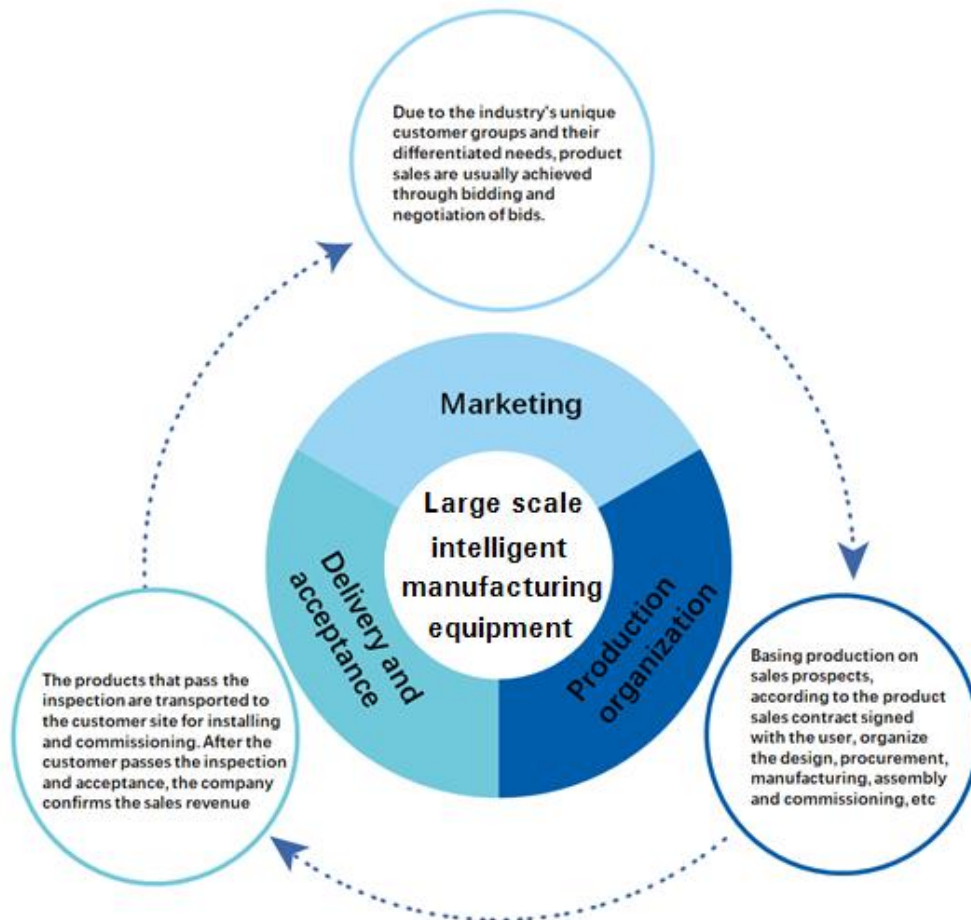 Due to the industry's unique
customer groups and their
differentiated needs, product
sales are usually achieved
through bidding and
negotiation of bids.
Marketing
Large scale
intelligent
manufacturing
equipment
Delivery and
acceptance
Production
organization
The products that pass the
inspection are transported to
the customer site for installing
and commissioning. After the
customer passes the inspection
and acceptance, the company
confirms the sales revenue
Basing production on
sales prospects,
according to the product
sales contract signed
with the user, organize
the design, procurement,
manufacturing, assembly
and commissioning, etc